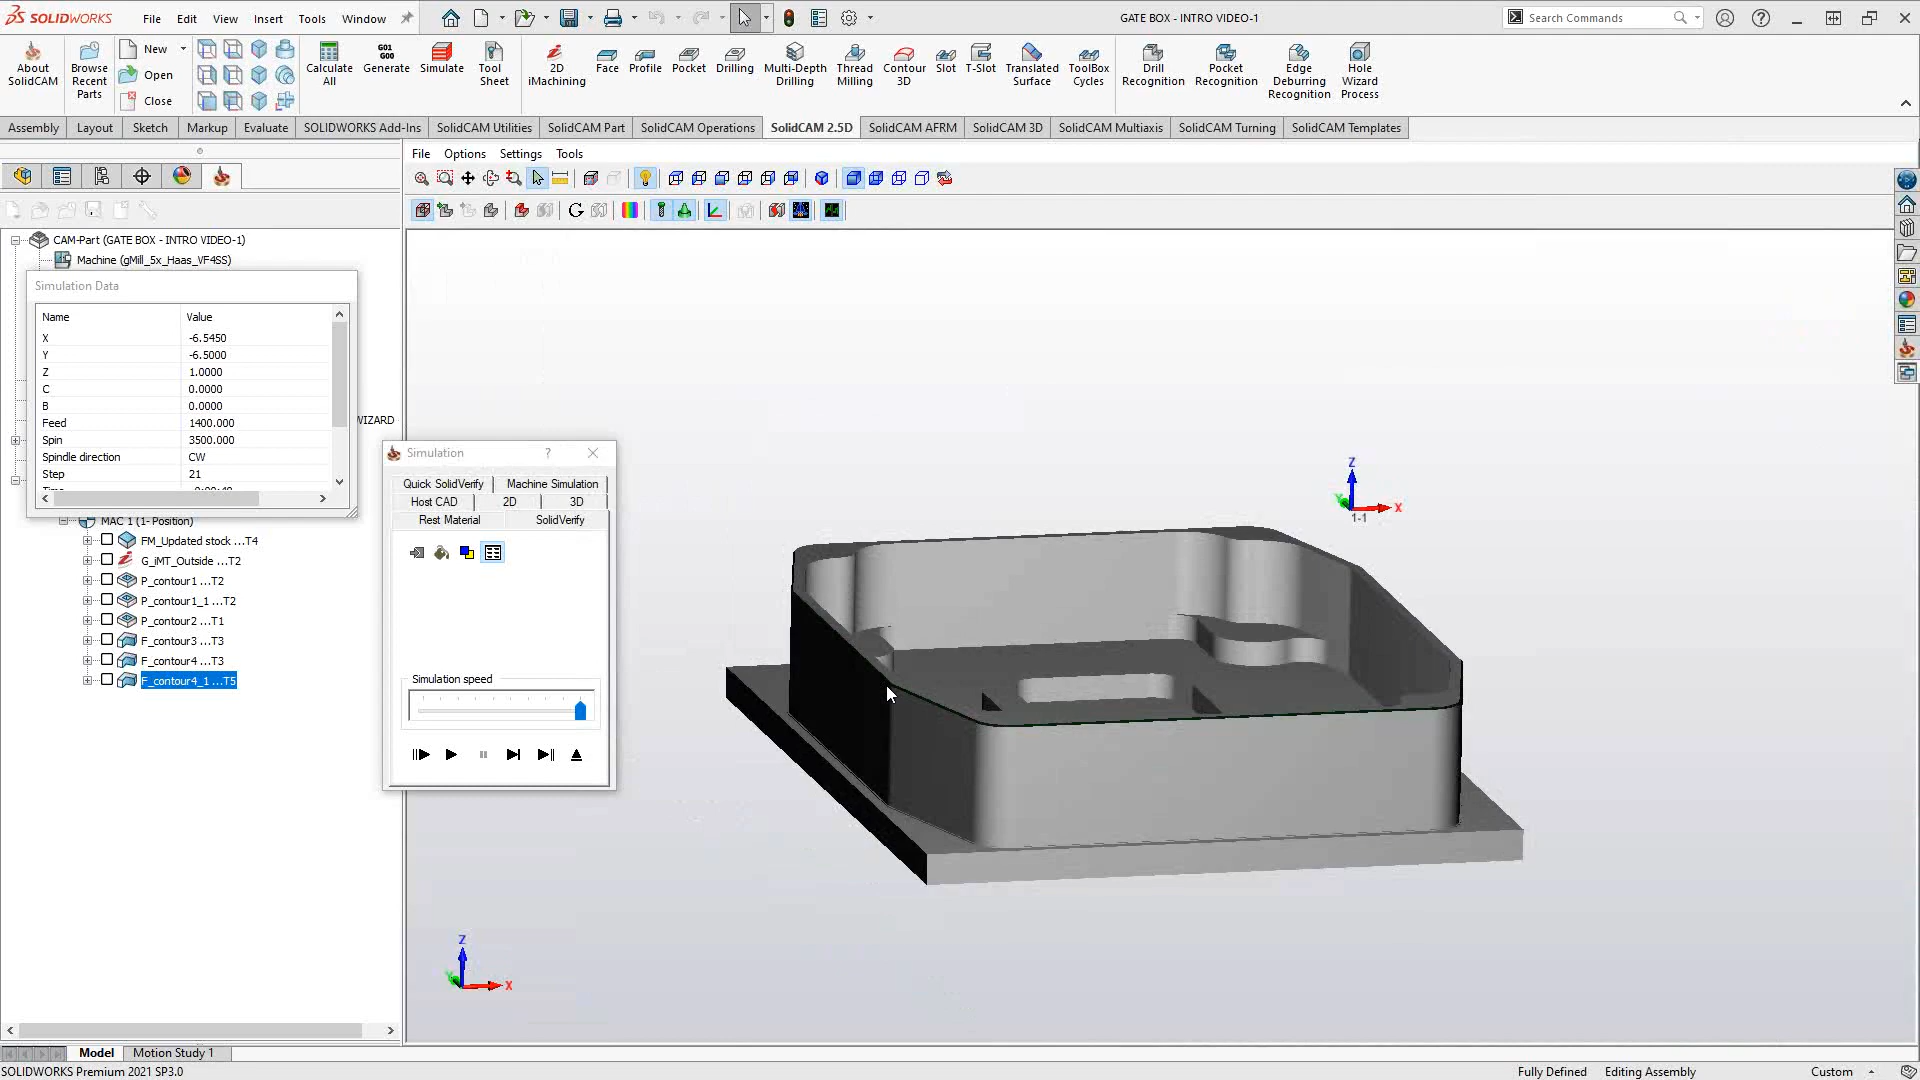 SOLIDWORKS File Edit View Insert Tools Window
GATE BOX - INTRO VIDEO-1
Search Commands
About SolidCAM
Browse Recent Parts
New
Open
Close
Calculate All
G01 G00 Generate
Simulate
Tool Sheet
2D iMachining
Face
Profile
Pocket
Drilling
Multi-Depth Drilling
Thread Milling
Contour 3D
Slot
T-Slot
Translated Surface
ToolBox Cycles
Drill Recognition
Pocket Recognition
Edge Deburring Recognition
Hole Wizard Process
Assembly Layout Sketch Markup Evaluate SOLIDWORKS Add-Ins SolidCAM Utilities SolidCAM Part SolidCAM Operations SolidCAM 2.5D SolidCAM AFRM SolidCAM 3D SolidCAM Multiaxis SolidCAM Turning SolidCAM Templates
File Options Settings Tools
CAM-Part (GATE BOX - INTRO VIDEO-1)
Machine (gMill_5x_Haas_VF4SS)
Simulation Data
Name Value
X -6.5450
Y -6.5000
Z 1.0000
C 0.0000
B 0.0000
Feed 1400.000
Spin 3500.000
Spindle direction CW
Step 21
WIZARD
MAC 1 (1- Position)
FM_Updated stock ...T4
G_iMT_Outside ...T2
P_contour1 ...T2
P_contour1_1 ...T2
P_contour2 ...T1
F_contour3 ...T3
F_contour4 ...T3
F_contour4_1 ...T5
Simulation ?
Quick SolidVerify Machine Simulation
Host CAD 2D 3D
Rest Material SolidVerify
Simulation speed
Z
X
1-1
Z
X
Model Motion Study 1
SOLIDWORKS Premium 2021 SP3.0
Fully Defined Editing Assembly Custom